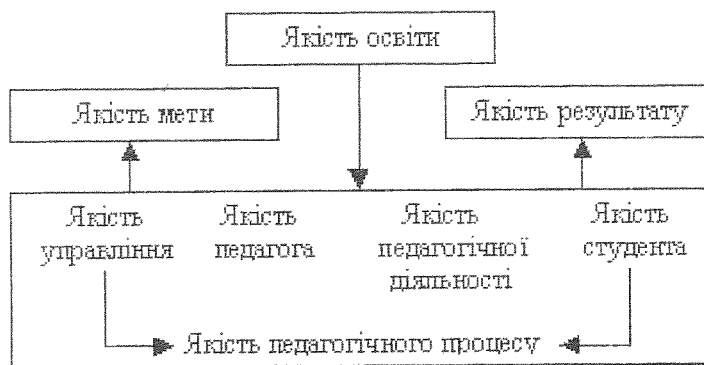 Якість освіти
Якість мети
Якість результату
Якість
управління
Якість
педагога
Якість
педагогічної
діяльності
Якість
студента
Якість педагогічного процесу